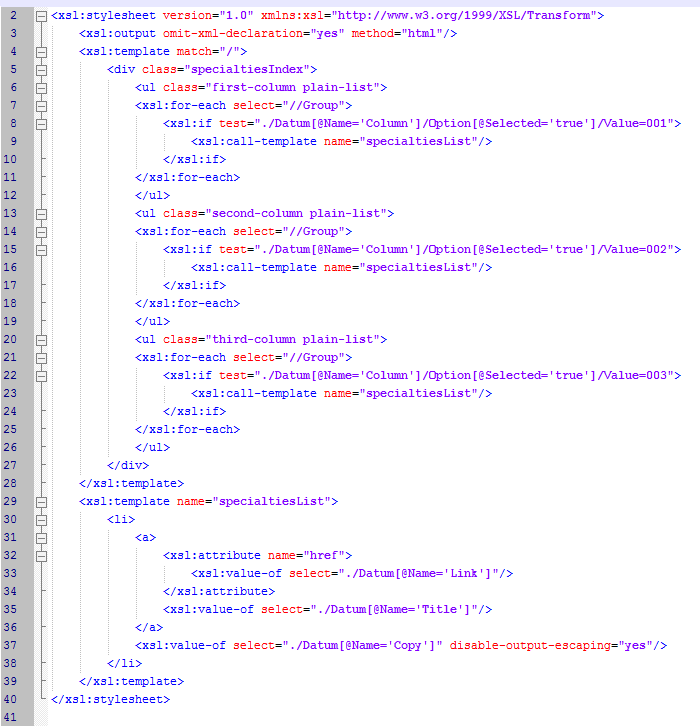 2 <xsl:stylesheet version="1.0" xmlns:xsl="http://www.w3.org/1999/XSL/Transform">
3 <xsl:output omit-xml-declaration="yes" method="html"/>
4 <xsl:template match="/">
5 <div class="specialtiesIndex">
6 <ul class="first-column plain-list">
7 <xsl:for-each select="//Group">
8 <xsl:if test="./Datum[@Name='Column']/Option[@Selected='true']/Value=001">
9 <xsl:call-template name="specialtiesList"/>
10 </xsl:if>
11 </xsl:for-each>
12 </ul>
13 <ul class="second-column plain-list">
14 <xsl:for-each select="//Group">
15 <xsl:if test="./Datum[@Name='Column']/Option[@Selected='true']/Value=002">
16 <xsl:call-template name="specialtiesList"/>
17 </xsl:if>
18 </xsl:for-each>
19 </ul>
20 <ul class="third-column plain-list">
21 <xsl:for-each select="//Group">
22 <xsl:if test="./Datum[@Name='Column']/Option[@Selected='true']/Value=003">
23 <xsl:call-template name="specialtiesList"/>
24 </xsl:if>
25 </xsl:for-each>
26 </ul>
27 </div>
28 </xsl:template>
29 <xsl:template name="specialtiesList">
30 <li>
31 <a>
32 <xsl:attribute name="href">
33 <xsl:value-of select="./Datum[@Name='Link']"/>
34 </xsl:attribute>
35 <xsl:value-of select="./Datum[@Name='Title']"/>
36 </a>
37 <xsl:value-of select="./Datum[@Name='Copy']" disable-output-escaping="yes"/>
38 </li>
39 </xsl:template>
40 </xsl:stylesheet>
41